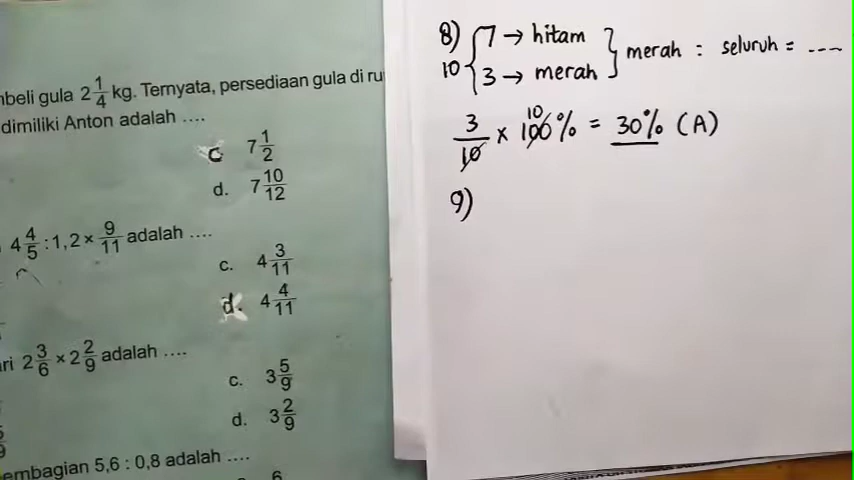 mbeli gula 2 1/4 kg. Ternyata, persediaan gula di ru
dimiliki Anton adalah ....
c 7 1/2
d. 7 10/12
4 4/5 : 1,2 × 9/11 adalah ....
c. 4 3/11
d. 4 4/11
ri 2 3/6 × 2 2/9 adalah ....
c. 3 5/9
d. 3 2/9
embagian 5,6 : 0,8 adalah ....
6
8) 7 → hitam
10 3 → merah
merah : seluruh = ----
3/10 × 100 % = 30% (A)
10
9)